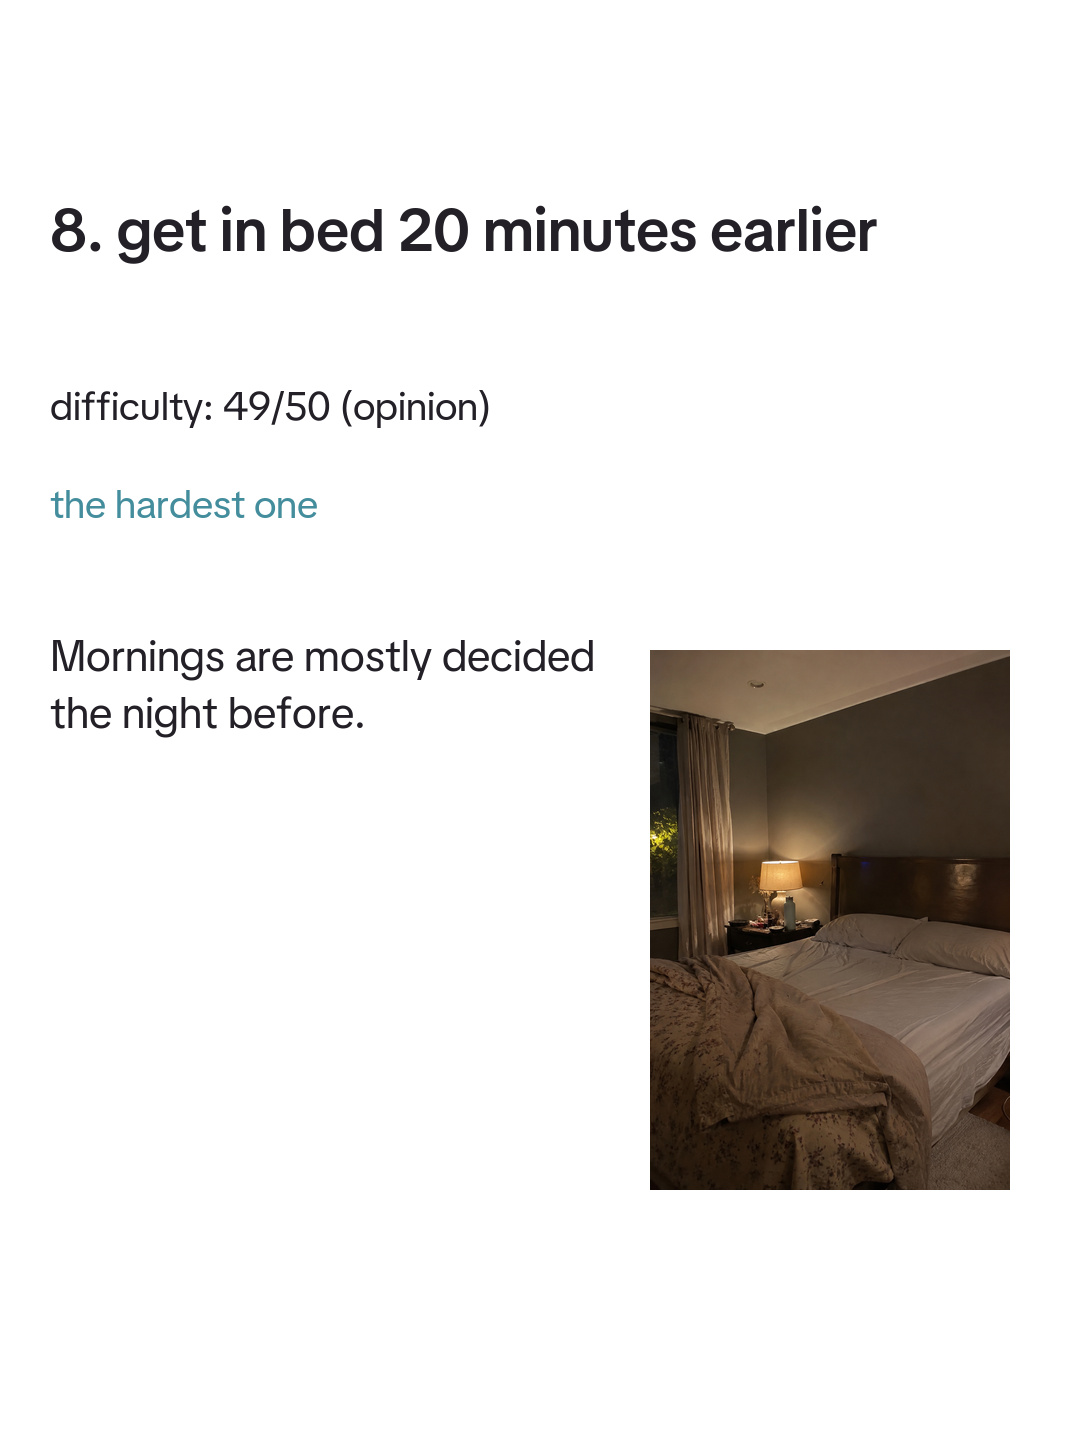 8. get in bed 20 minutes earlier
difficulty: 49/50 (opinion)
the hardest one
Mornings are mostly decided
the night before.